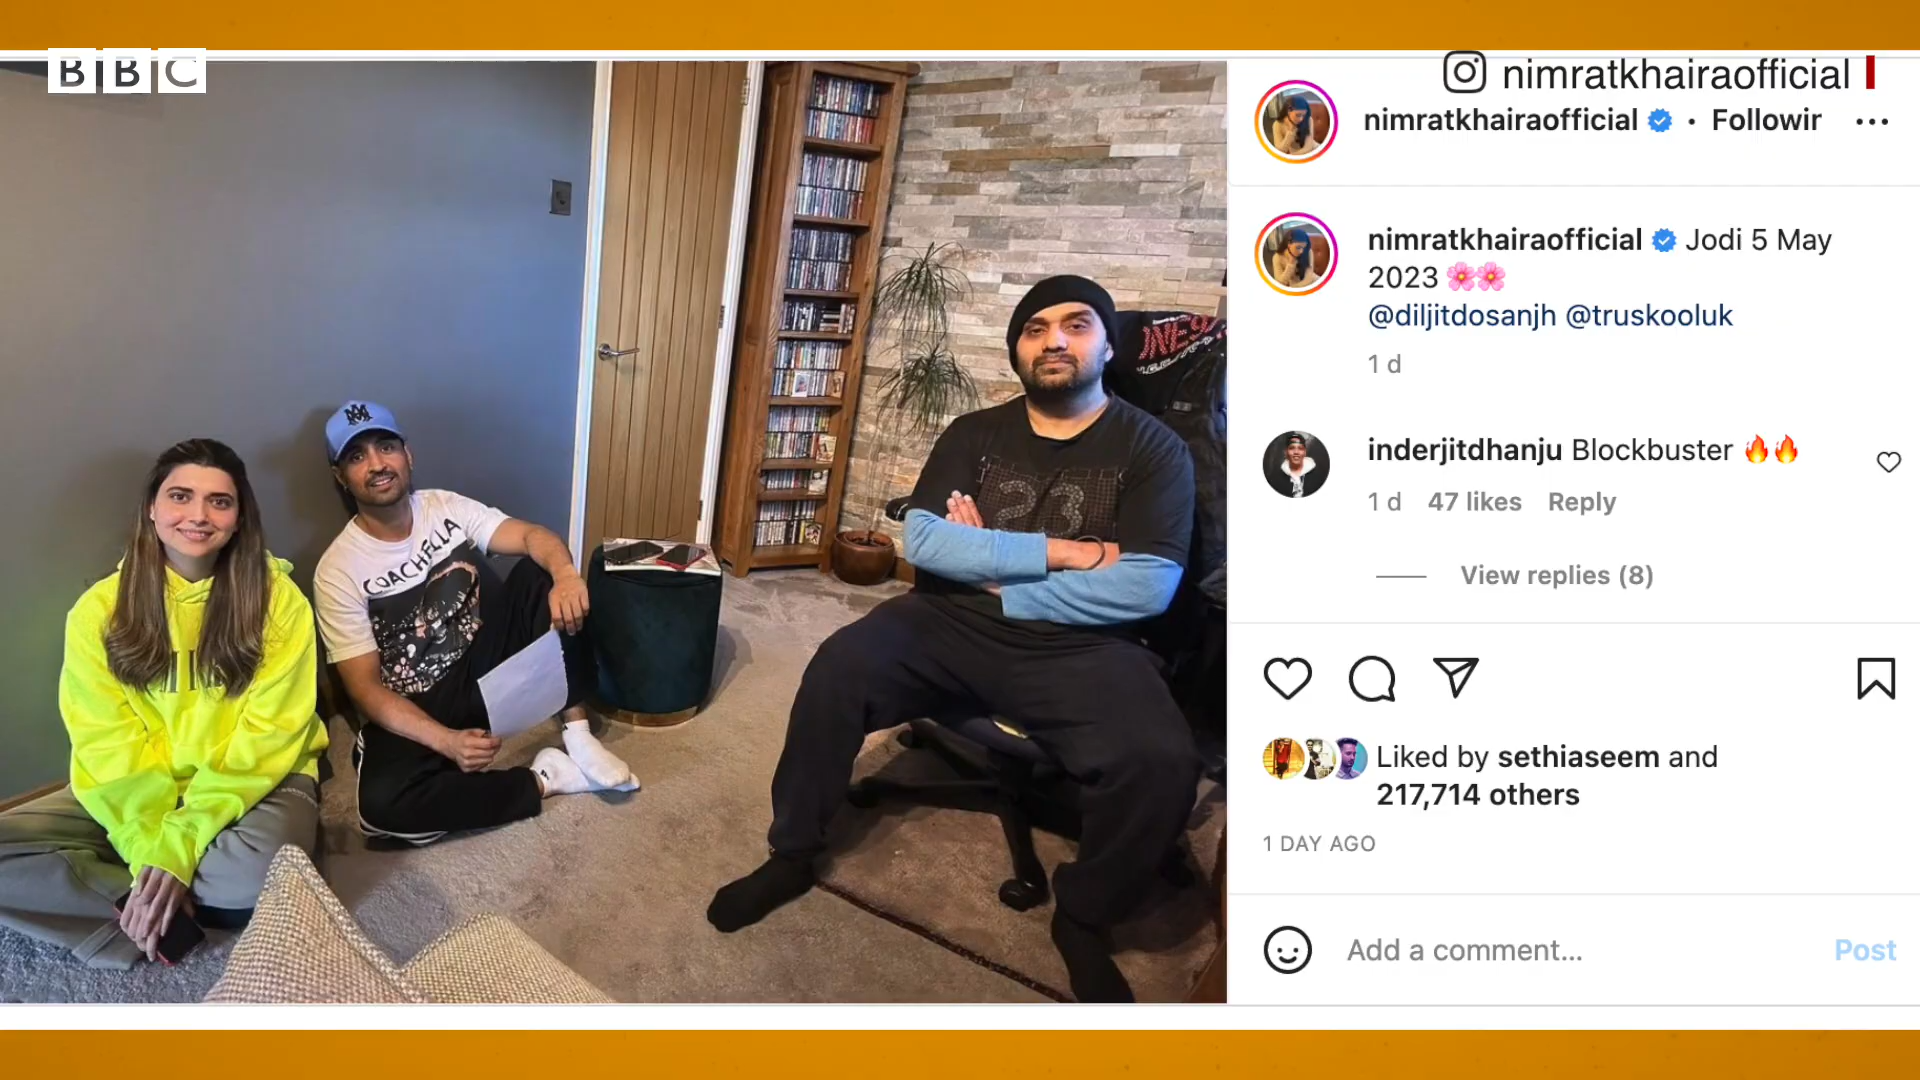 BBC
nimratkhairaofficial
nimratkhairaofficial • Followir ...
nimratkhairaofficial Jodi 5 May
2023 🌸🌸
@diljitdosanjh @truskooluk
1 d
inderjitdhanju Blockbuster 🔥🔥
1 d 47 likes Reply
View replies (8)
Liked by sethiaseem and
217,714 others
1 DAY AGO
Add a comment... Post
COACHELLA
23